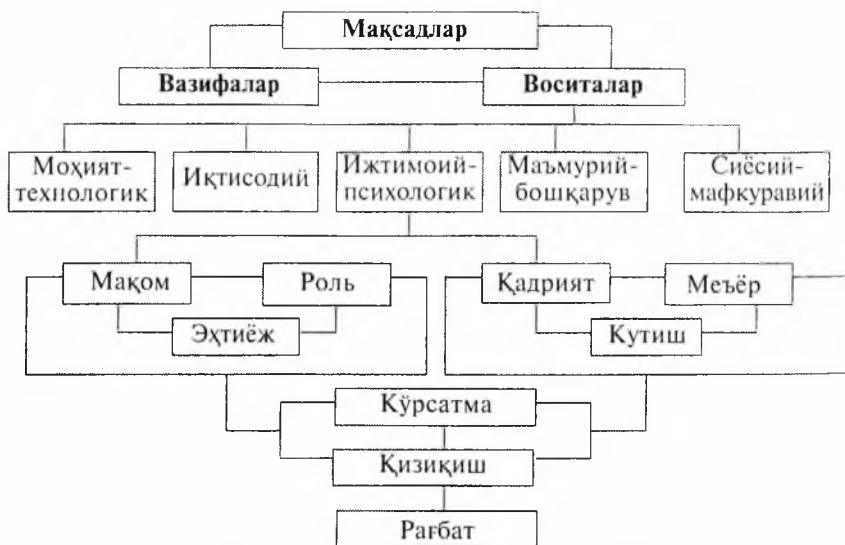 Мақсадлар
Вазифалар
Воситалар
Моҳият-
технологик
Иқтисодий
Ижтимоий-
психологик
Маъмурий-
бошқарув
Сиёсий-
мафкуравий
Мақом
Роль
Эҳтиёж
Қадрият
Меъёр
Кутиш
Кўрсатма
Қизиқиш
Рағбат